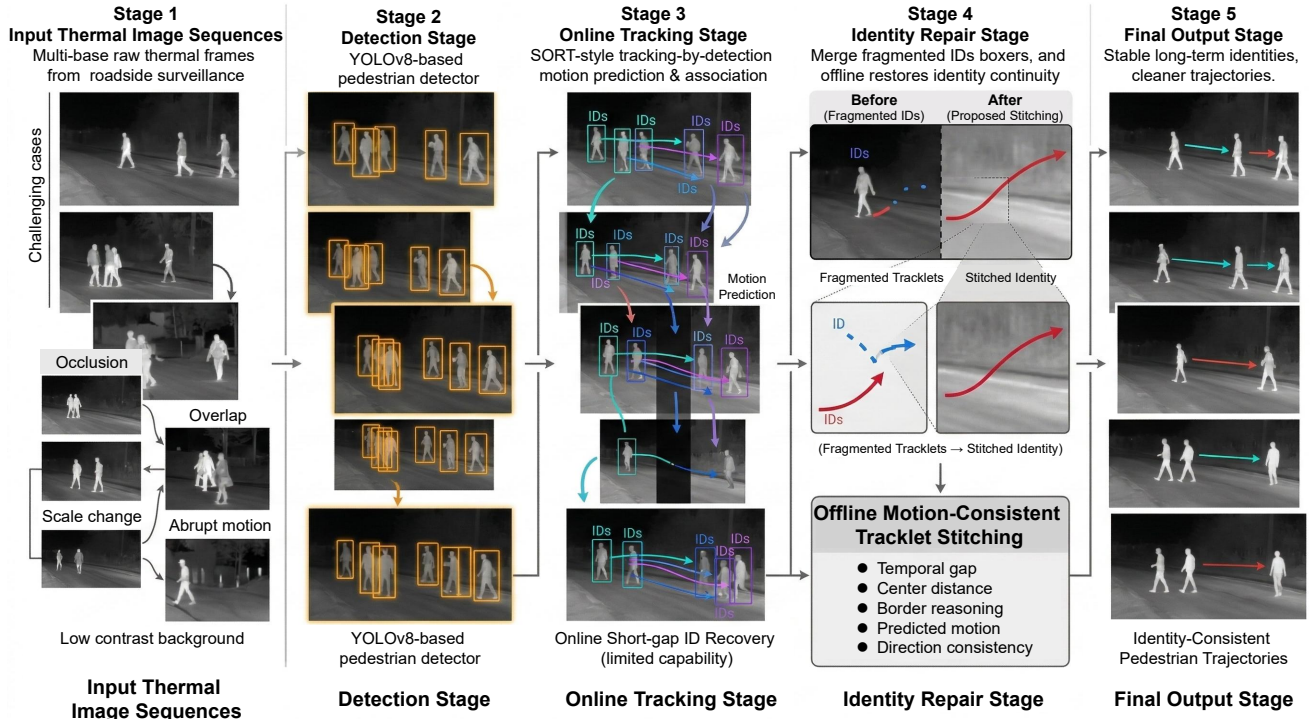 Stage 1
Input Thermal Image Sequences
Multi-base raw thermal frames
from roadside surveillance
Challenging cases
Occlusion
Overlap
Scale change
Abrupt motion
Low contrast background
Input Thermal
Image Sequences
Stage 2
Detection Stage
YOLOv8-based
pedestrian detector
YOLOv8-based
pedestrian detector
Detection Stage
Stage 3
Online Tracking Stage
SORT-style tracking-by-detection
motion prediction & association
IDs
IDs
IDs
IDs
IDs
IDs
IDs
IDs
IDs
IDs
Motion
Prediction
IDs
IDs
IDs
IDs
IDs
IDs
IDs
IDs
IDs
IDs
Online Short-gap ID Recovery
(limited capability)
Online Tracking Stage
Stage 4
Identity Repair Stage
Merge fragmented IDs boxers, and
offline restores identity continuity
Before
(Fragmented IDs)
After
(Proposed Stitching)
IDs
Fragmented Tracklets
Stitched Identity
ID
IDs
(Fragmented Tracklets → Stitched Identity)
Offline Motion-Consistent
Tracklet Stitching
● Temporal gap
● Center distance
● Border reasoning
● Predicted motion
● Direction consistency
Identity Repair Stage
Stage 5
Final Output Stage
Stable long-term identities,
cleaner trajectories.
Identity-Consistent
Pedestrian Trajectories
Final Output Stage